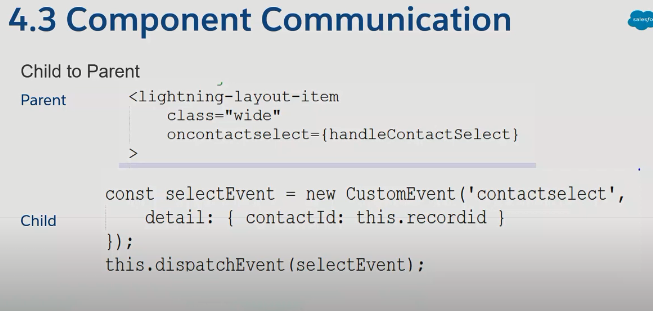 4.3 Component Communication
salesfo
Child to Parent
Parent
<lightning-layout-item
class="wide"
oncontactselect={handleContactSelect}
>
Child
const selectEvent = new CustomEvent('contactselect',
detail: { contactId: this.recordid }
});
this.dispatchEvent(selectEvent);